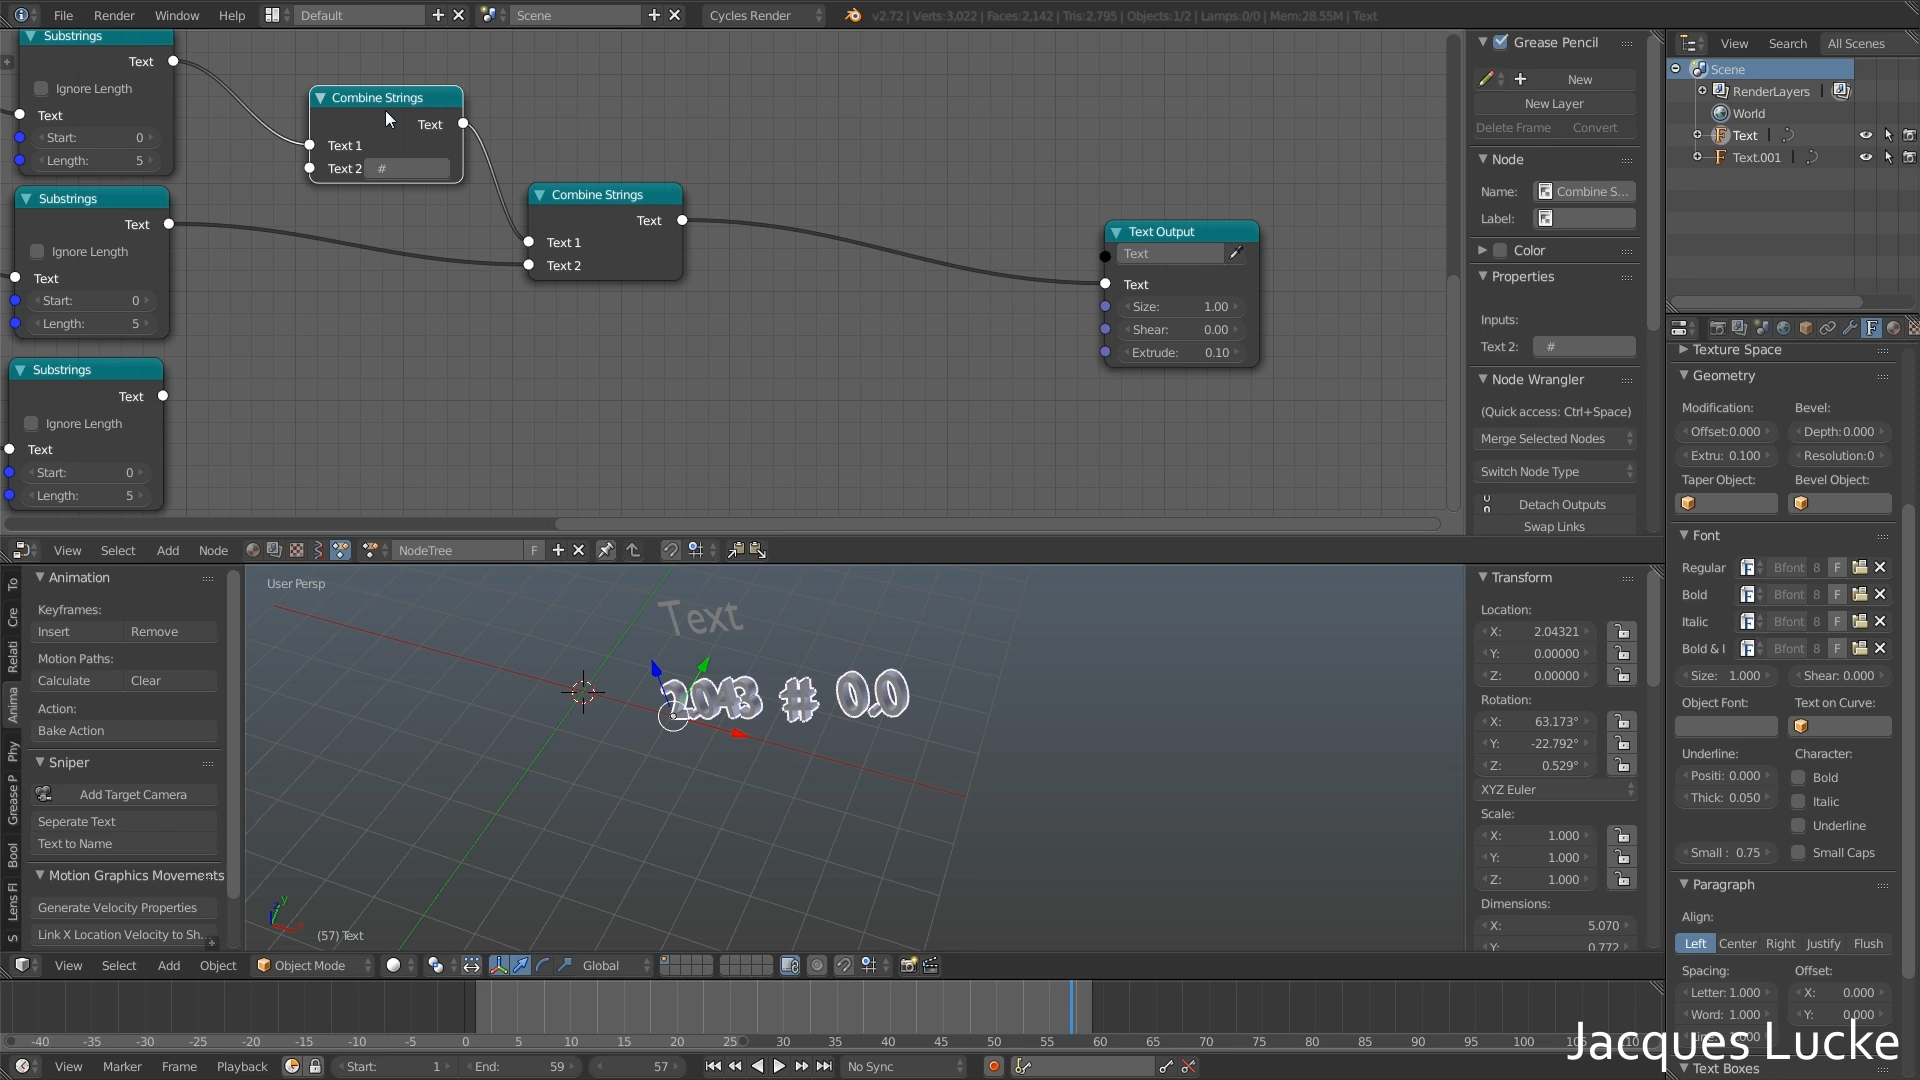 File Render Window Help Default Scene Cycles Render v2.72 | Verts:3,022 | Faces:2,142 | Tris:2,795 | Objects:1/2 | Lamps:0/0 | Mem:28.55M | Text
Substrings
Text
Ignore Length
Text
Start: 0
Length: 5
Substrings
Text
Ignore Length
Text
Start: 0
Length: 5
Substrings
Text
Ignore Length
Text
Start: 0
Length: 5
Combine Strings
Text
Text 1
Text 2 #
Combine Strings
Text
Text 1
Text 2
Text Output
Text
Text
Size: 1.00
Shear: 0.00
Extrude: 0.10
Grease Pencil
New
New Layer
Delete Frame Convert
Node
Name: Combine S...
Label:
Color
Properties
Inputs:
Text 2: #
Node Wrangler
(Quick access: Ctrl+Space)
Merge Selected Nodes
Switch Node Type
Detach Outputs
Swap Links
View Search All Scenes
Scene
RenderLayers |
World
Text |
Text.001 |
Texture Space
Geometry
Modification: Bevel:
Offset:0.000 Depth:0.000
Extru: 0.100 Resolution:0
Taper Object: Bevel Object:
Font
Regular Bfont 8 F
Bold Bfont 8 F
Italic Bfont 8 F
Bold & I Bfont 8 F
Size: 1.000 Shear: 0.000
Object Font: Text on Curve:
Underline: Character:
Positi: 0.000 Bold
Thick: 0.050 Italic
Underline
Small : 0.75 Small Caps
Paragraph
Align:
Left Center Right Justify Flush
Spacing: Offset:
Letter: 1.000 X: 0.000
Word: 1.000 Y: 0.000
Text Boxes
View Select Add Node NodeTree F
To
Cre
Relati
Anima
Phy
Grease P
Bool
Lens Fl
S
Animation
Keyframes:
Insert Remove
Motion Paths:
Calculate Clear
Action:
Bake Action
Sniper
Add Target Camera
Seperate Text
Text to Name
Motion Graphics Movements
Generate Velocity Properties
Link X Location Velocity to Sh...
User Persp
Text
2.043 # 0.0
(57) Text
Transform
Location:
X: 2.04321
Y: 0.00000
Z: 0.00000
Rotation:
X: 63.173°
Y: -22.792°
Z: 0.529°
XYZ Euler
Scale:
X: 1.000
Y: 1.000
Z: 1.000
Dimensions:
X: 5.070
Y: 0.772
View Select Add Object Object Mode Global
-40 -35 -30 -25 -20 -15 -10 -5 0 5 10 15 20 25 30 35 40 45 50 55 60 65 70 75 80 85 90 95 100 105 110
View Marker Frame Playback Start: 1 End: 59 57 No Sync
Jacques Lucke